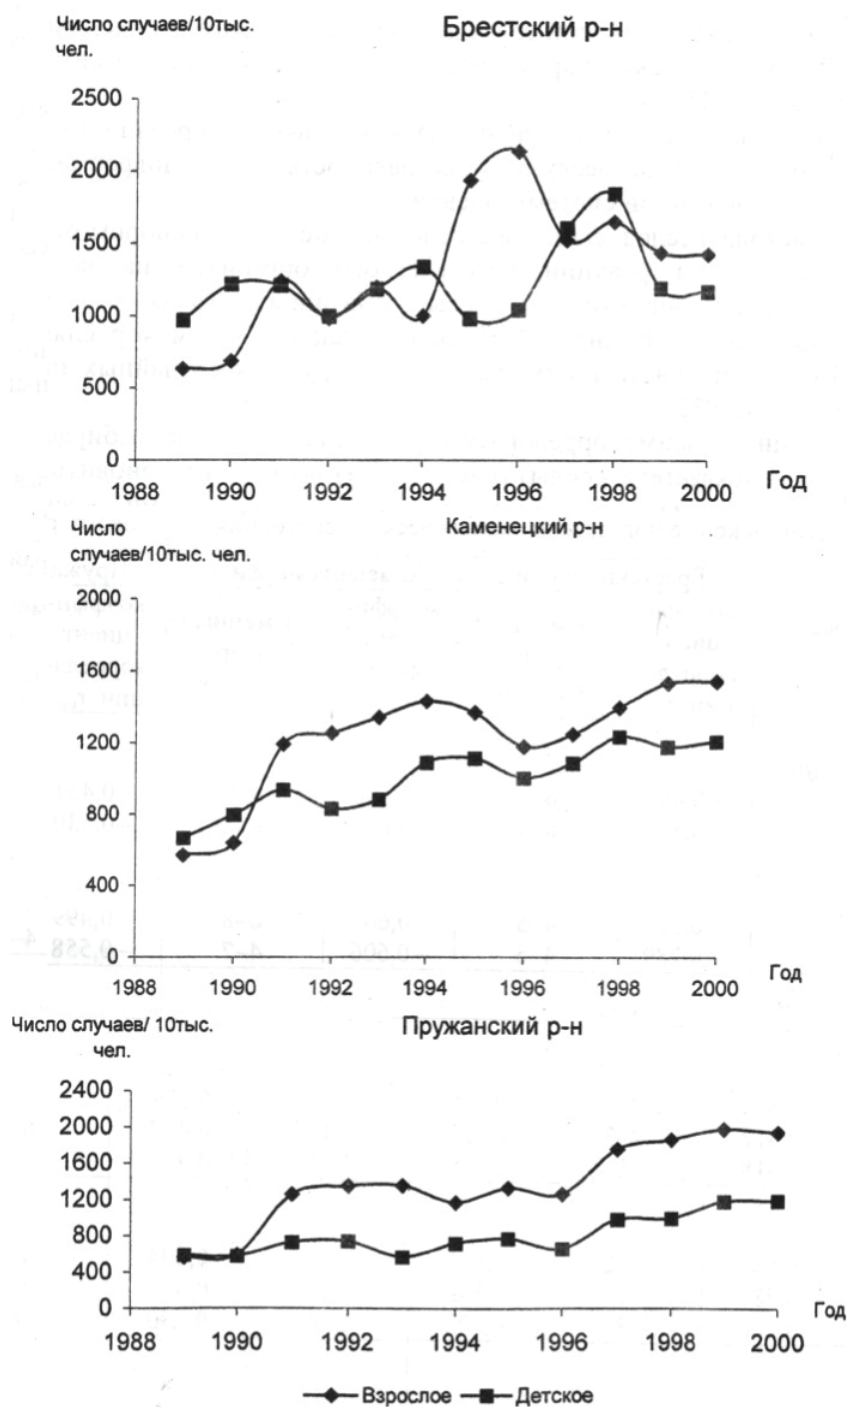 Число случаев/10тыс.
чел.
Брестский р-н
2500
2000
1500
1000
500
0
1988 1990 1992 1994 1996 1998 2000 Год
Число
случаев/10тыс. чел.
Каменецкий р-н
2000
1600
1200
800
400
0
Год
1988 1990 1992 1994 1996 1998 2000
Число случаев/ 10тыс.
чел.
Пружанский р-н
2400
2000
1600
1200
800
400
0
Год
1988 1990 1992 1994 1996 1998 2000
Взрослое Детское